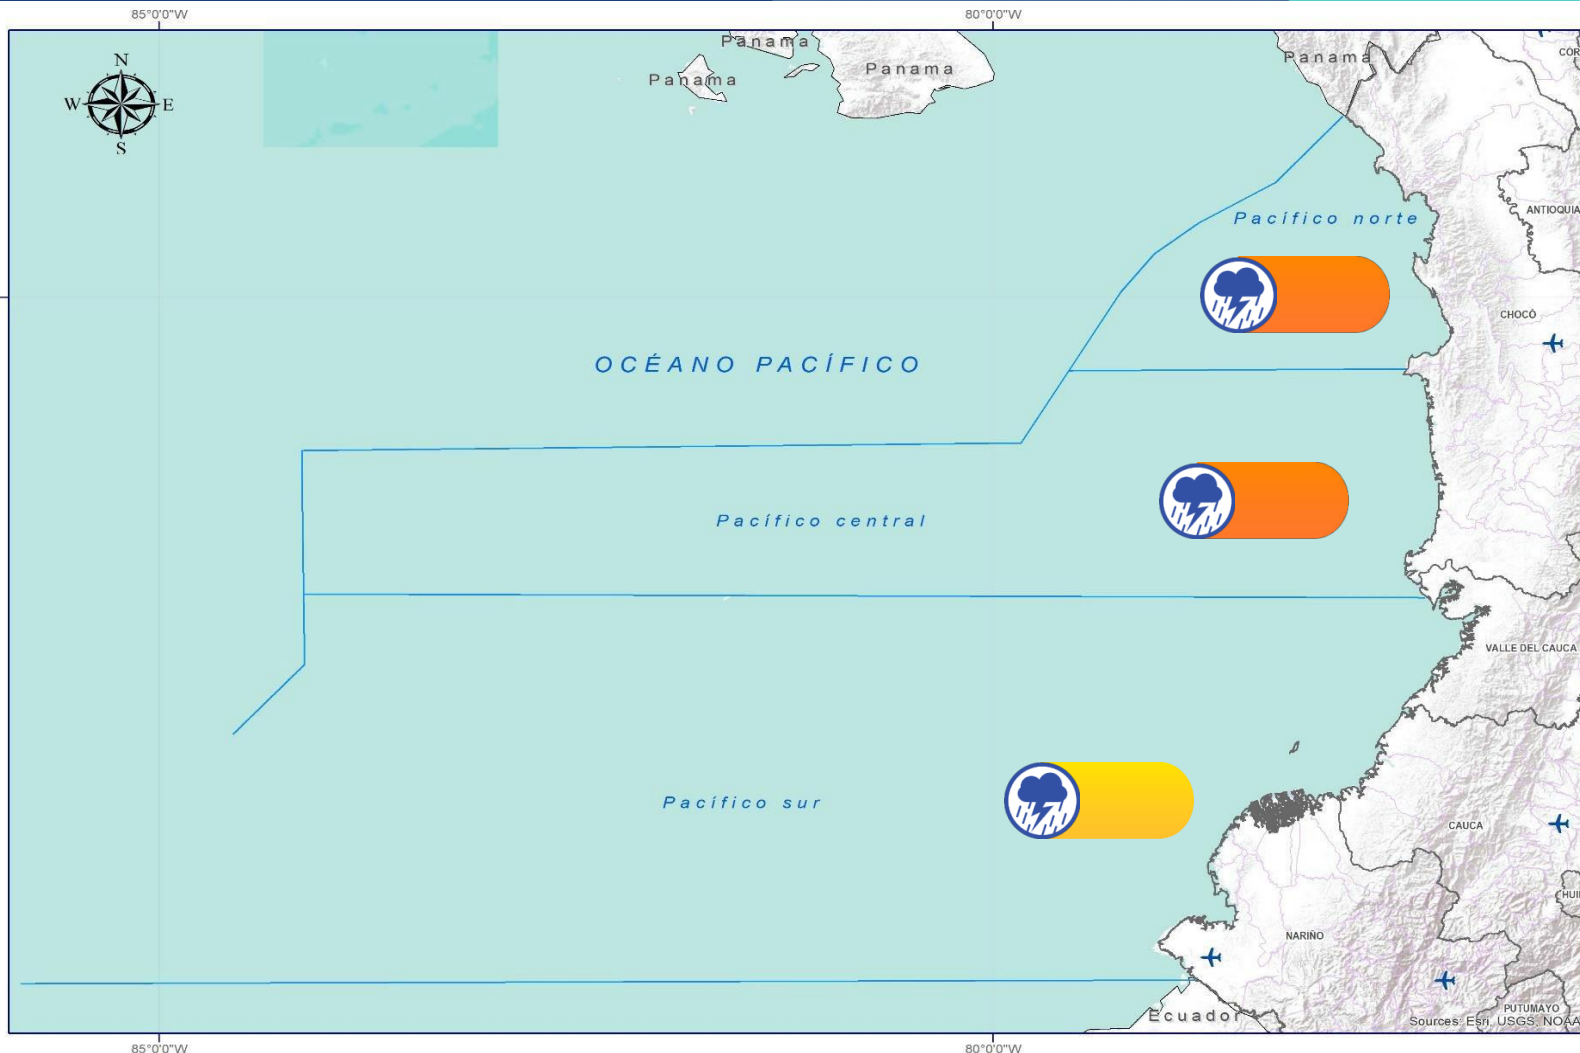 85°0'0"W
80°0'0"W
N
W
E
S
Panama
Panama
Panama
Panama
CÓR
ANTIOQUIA
Pacífico norte
CHOCÓ
OCÉANO PACÍFICO
Pacífico central
VALLE DEL CAUCA
Pacífico sur
CAUCA
HUI
NARIÑO
PUTUMAYO
Ecuador
Sources: Esri, USGS, NOAA
85°0'0"W
80°0'0"W